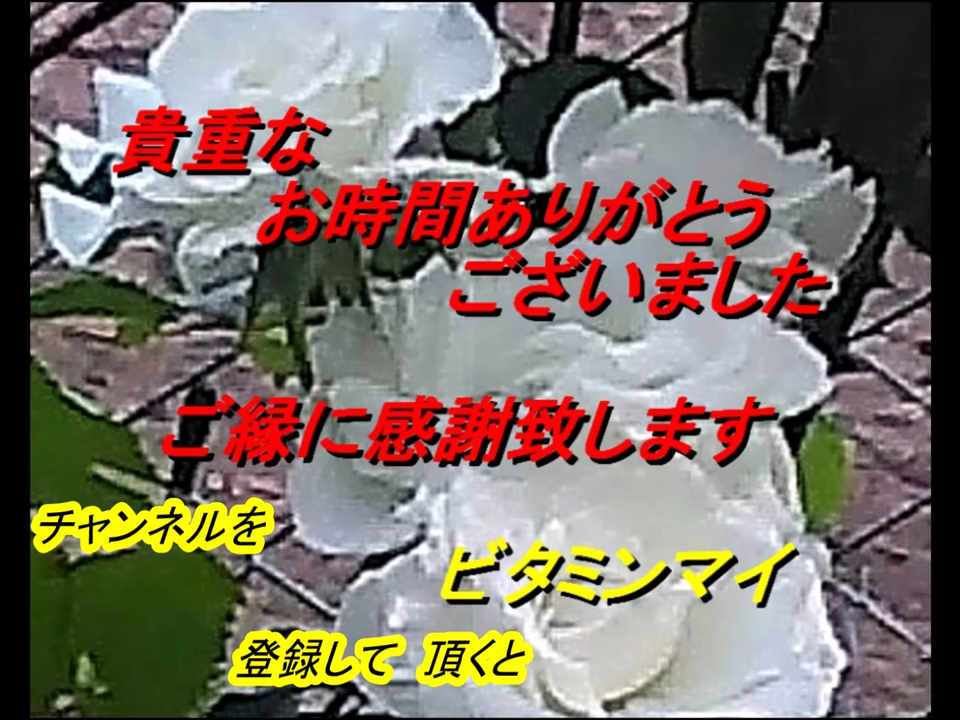 貴重な
お時間ありがとう
ございました
ご縁に感謝致します
チャンネルを
ビタミンマイ
登録して 頂くと